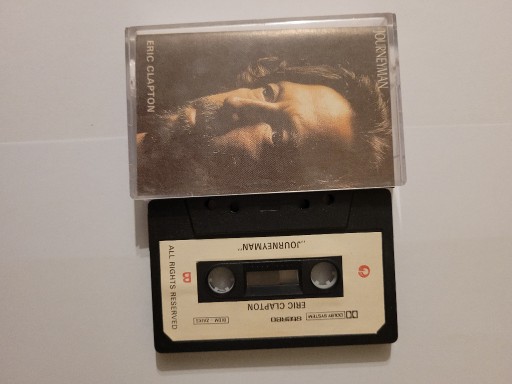 JOURNEYMAN
ERIC CLAPTON
„JOURNEYMAN"
B
ALL RIGHTS RESERVED
ERIC CLAPTON
DOLBY SYSTEM
STEREO